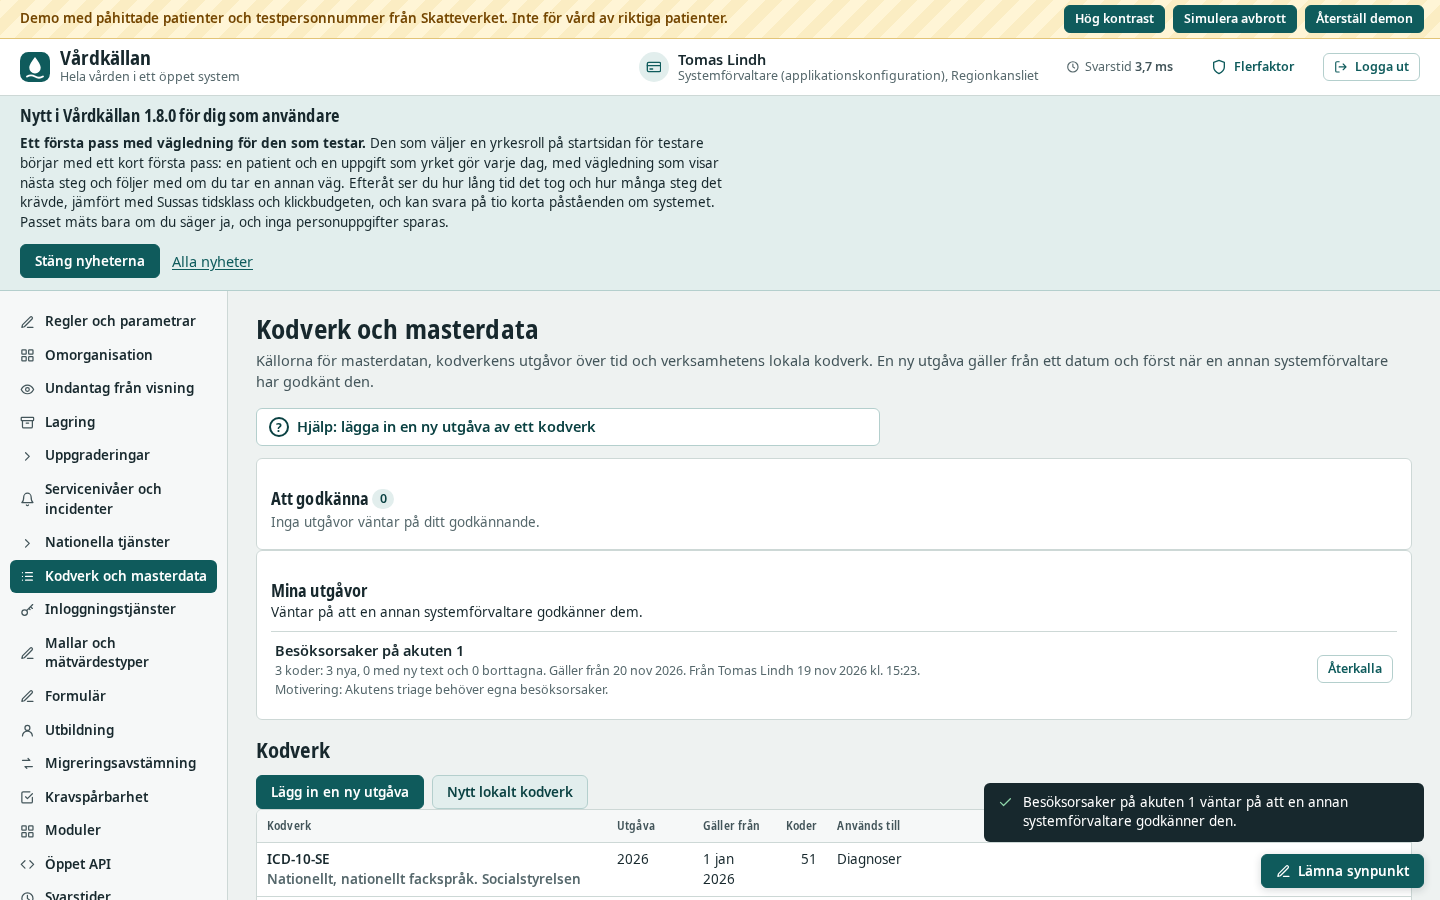 Demo med påhittade patienter och testpersonnummer från Skatteverket. Inte för vård av riktiga patienter.
Hög kontrast
Simulera avbrott
Återställ demon
Vårdkällan
Hela vården i ett öppet system
Tomas Lindh
Systemförvaltare (applikationskonfiguration), Regionkansliet
Svarstid 3,7 ms
Flerfaktor
Logga ut
Nytt i Vårdkällan 1.8.0 för dig som användare
Ett första pass med vägledning för den som testar. Den som väljer en yrkesroll på startsidan för testare
börjar med ett kort första pass: en patient och en uppgift som yrket gör varje dag, med vägledning som visar
nästa steg och följer med om du tar en annan väg. Efteråt ser du hur lång tid det tog och hur många steg det
krävde, jämfört med Sussas tidsklass och klickbudgeten, och kan svara på tio korta påståenden om systemet.
Passet mäts bara om du säger ja, och inga personuppgifter sparas.
Stäng nyheterna
Alla nyheter
Regler och parametrar
Omorganisation
Undantag från visning
Lagring
Uppgraderingar
Servicenivåer och
incidenter
Nationella tjänster
Kodverk och masterdata
Inloggningstjänster
Mallar och
mätvärdestyper
Formulär
Utbildning
Migreringsavstämning
Kravspårbarhet
Moduler
Öppet API
Svarstider
Kodverk och masterdata
Källorna för masterdatan, kodverkens utgåvor över tid och verksamhetens lokala kodverk. En ny utgåva gäller från ett datum och först när en annan systemförvaltare
har godkänt den.
Hjälp: lägga in en ny utgåva av ett kodverk
Att godkänna 0
Inga utgåvor väntar på ditt godkännande.
Mina utgåvor
Väntar på att en annan systemförvaltare godkänner dem.
Besöksorsaker på akuten 1
3 koder: 3 nya, 0 med ny text och 0 borttagna. Gäller från 20 nov 2026. Från Tomas Lindh 19 nov 2026 kl. 15:23.
Motivering: Akutens triage behöver egna besöksorsaker.
Återkalla
Kodverk
Lägg in en ny utgåva
Nytt lokalt kodverk
Kodverk
Utgåva
Gäller från
Koder
Används till
ICD-10-SE
Nationellt, nationellt fackspråk. Socialstyrelsen
2026
1 jan
2026
51
Diagnoser
Besöksorsaker på akuten 1 väntar på att en annan
systemförvaltare godkänner den.
Lämna synpunkt